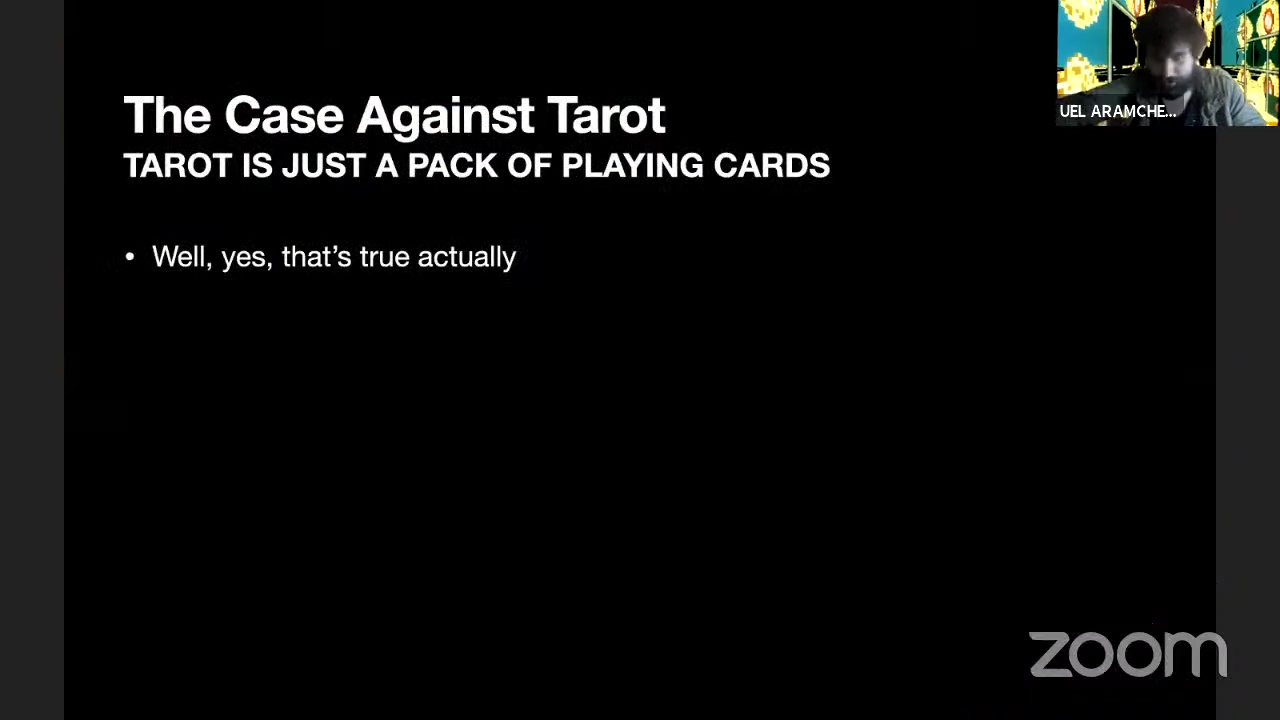 The Case Against Tarot
TAROT IS JUST A PACK OF PLAYING CARDS
• Well, yes, that's true actually
UEL ARAMCHE...
zoom